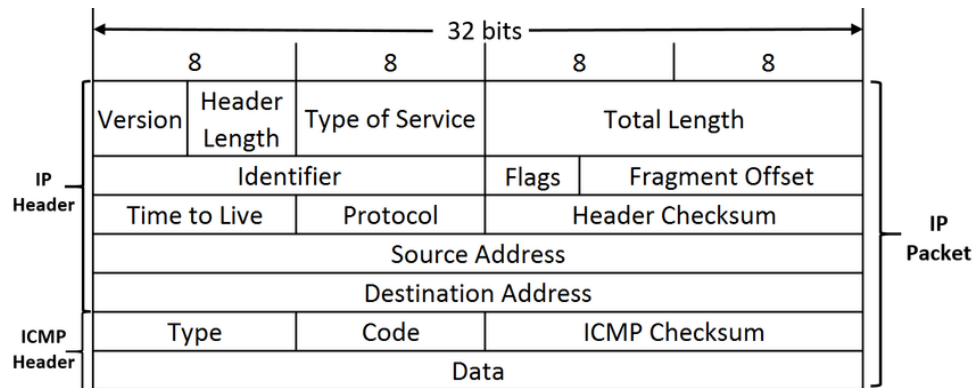 32 bits
8 8 8 8
Version Header Length Type of Service Total Length
Identifier Flags Fragment Offset
IP Header
Time to Live Protocol Header Checksum
IP Packet
Source Address
Destination Address
ICMP Header
Type Code ICMP Checksum
Data